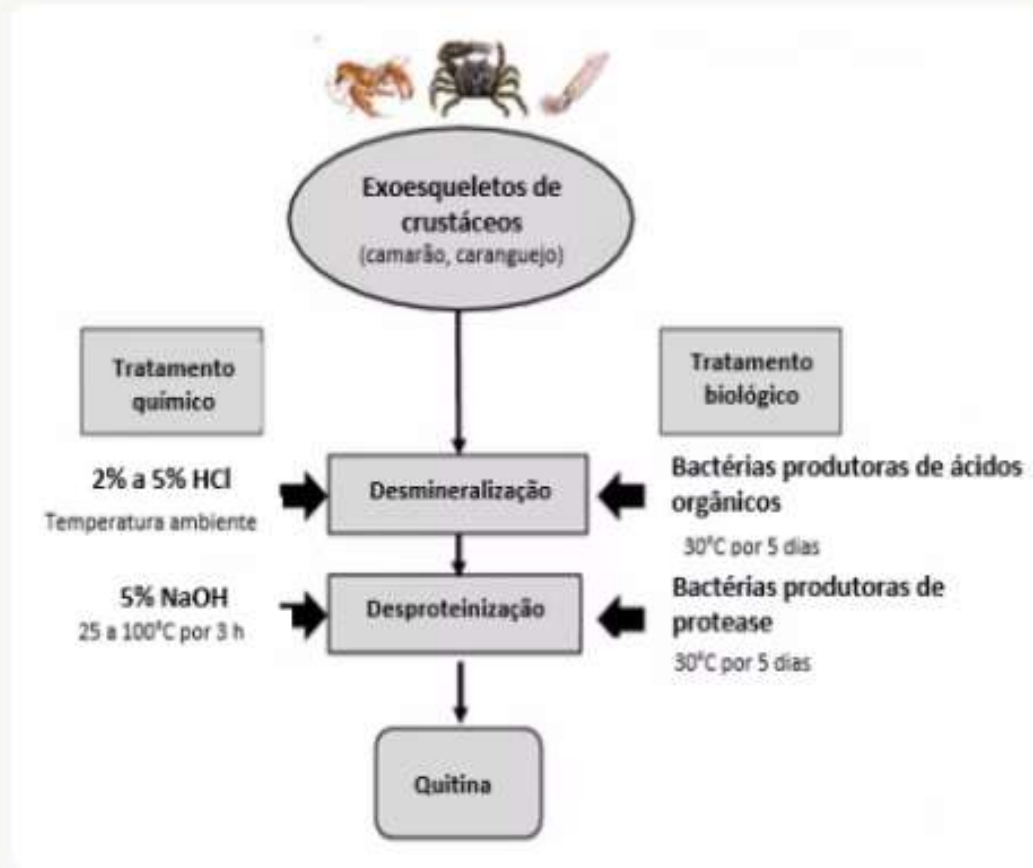 Exoesqueletos de
crustáceos
(camarão, caranguejo)
Tratamento
químico
Tratamento
biológico
2% a 5% HCl
Temperatura ambiente
Desmineralização
Bactérias produtoras de ácidos
orgânicos
30°C por 5 dias
5% NaOH
25 a 100°C por 3 h
Desproteinização
Bactérias produtoras de
protease
30°C por 5 dias
Quitina